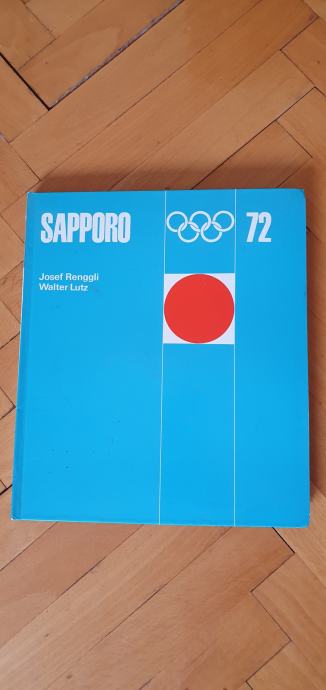 SAPPORO 72
Josef Renggli
Walter Lutz